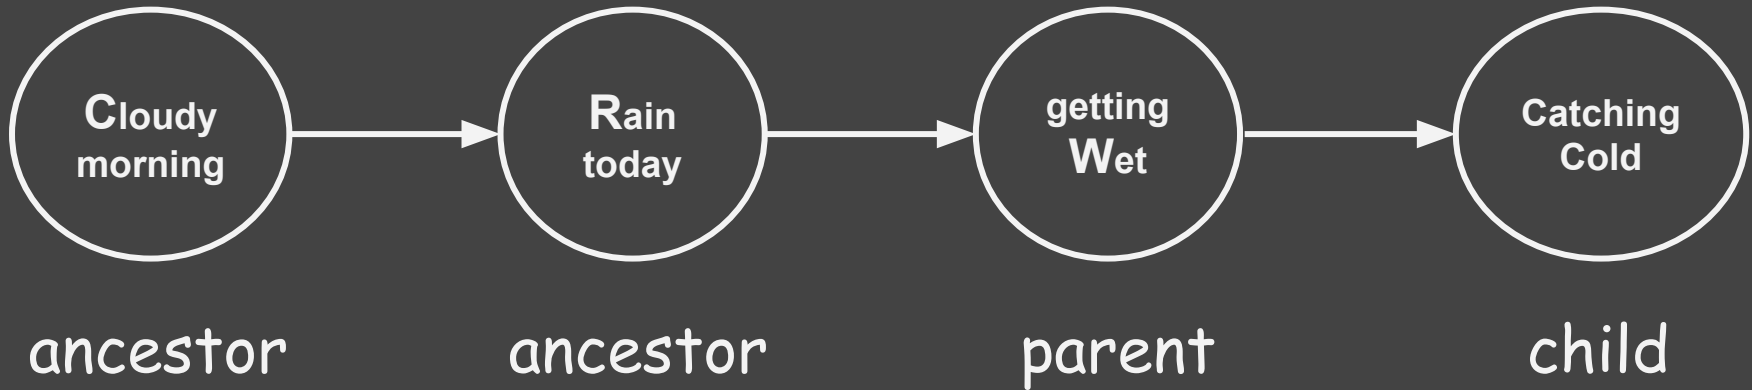 Cloudy
morning
Rain
today
getting
Wet
Catching
Cold
ancestor
ancestor
parent
child